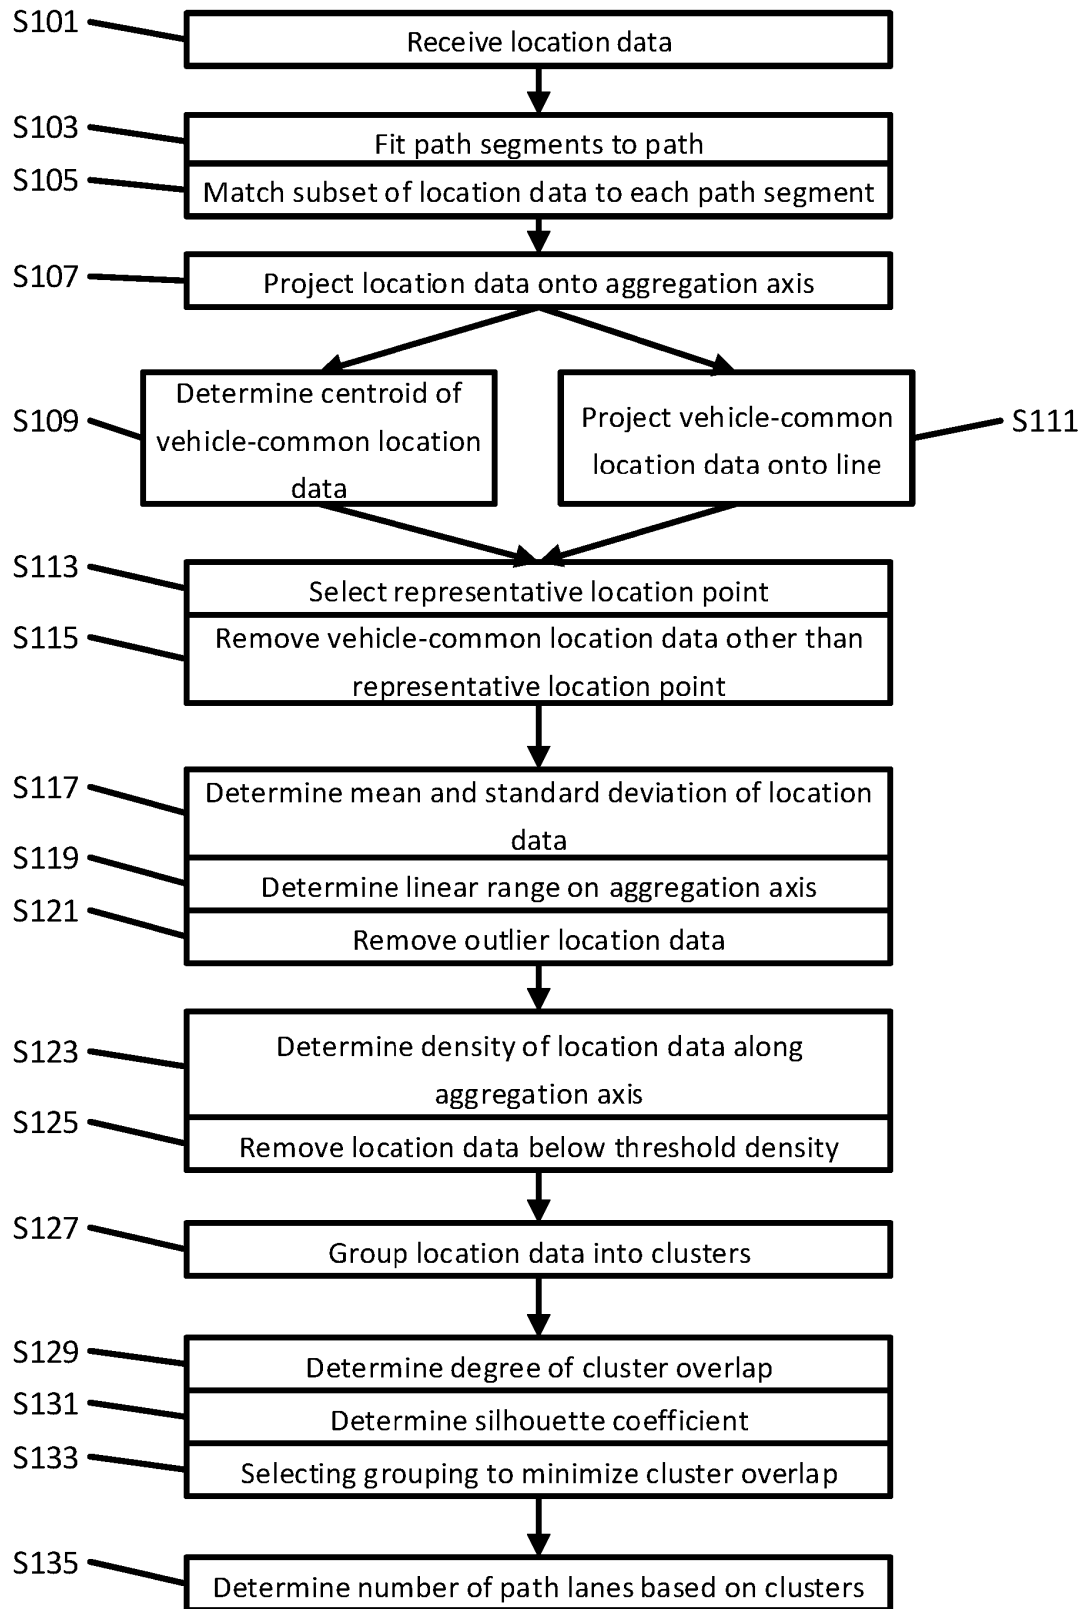 S101
Receive location data
S103
Fit path segments to path
S105
Match subset of location data to each path segment
S107
Project location data onto aggregation axis
S109
Determine centroid of
vehicle-common location
data
Project vehicle-common
location data onto line
S111
S113
Select representative location point
S115
Remove vehicle-common location data other than
representative location point
S117
Determine mean and standard deviation of location
data
S119
Determine linear range on aggregation axis
S121
Remove outlier location data
S123
Determine density of location data along
aggregation axis
S125
Remove location data below threshold density
S127
Group location data into clusters
S129
Determine degree of cluster overlap
S131
Determine silhouette coefficient
S133
Selecting grouping to minimize cluster overlap
S135
Determine number of path lanes based on clusters